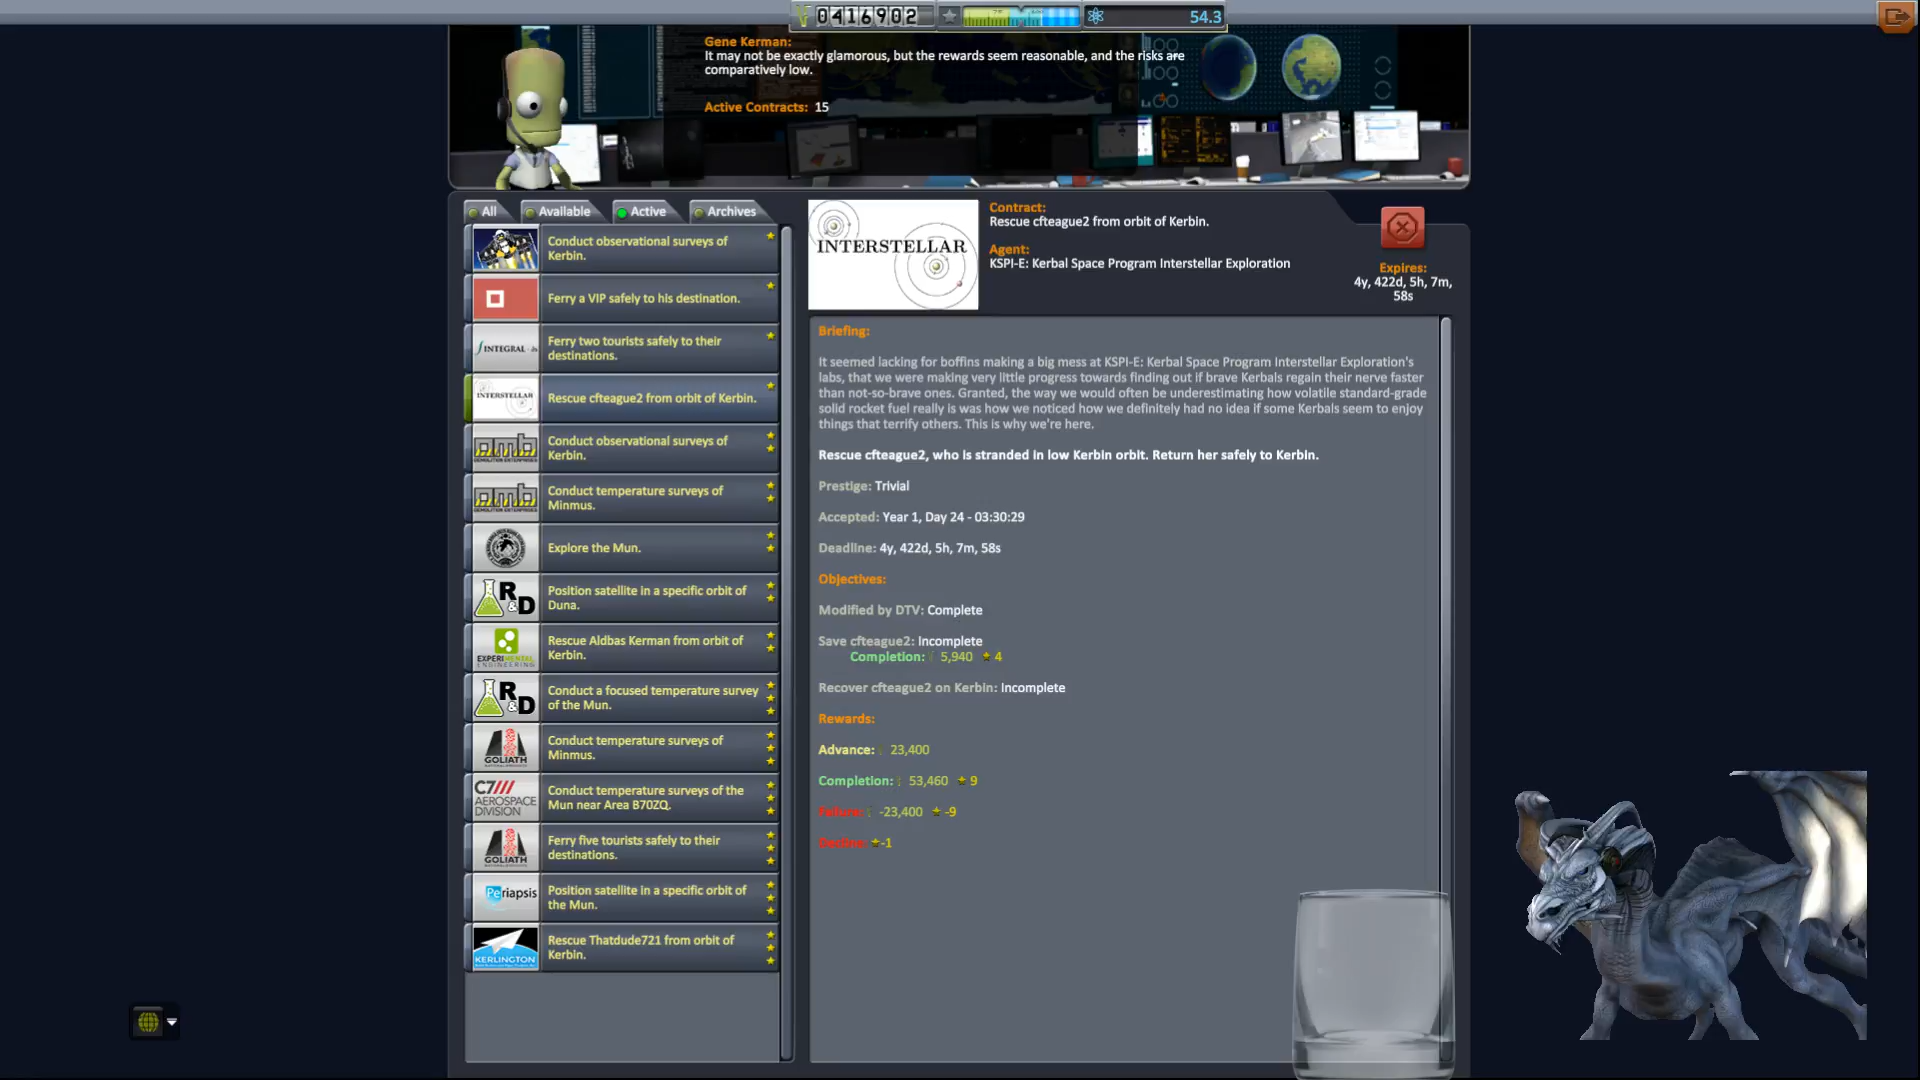 0416902
54.3
Gene Kerman:
It may not be exactly glamorous, but the rewards seem reasonable, and the risks are
comparatively low.
Active Contracts: 15
All
Available
Active
Archives
Conduct observational surveys of
Kerbin.
Ferry a VIP safely to his destination.
Ferry two tourists safely to their
destinations.
Rescue cfteague2 from orbit of Kerbin.
Conduct observational surveys of
Kerbin.
Conduct temperature surveys of
Minmus.
Explore the Mun.
Position satellite in a specific orbit of
Duna.
Rescue Aldbas Kerman from orbit of
Kerbin.
Conduct a focused temperature survey
of the Mun.
Conduct temperature surveys of
Minmus.
Conduct temperature surveys of the
Mun near Area B70ZQ.
Ferry five tourists safely to their
destinations.
Position satellite in a specific orbit of
the Mun.
Rescue Thatdude721 from orbit of
Kerbin.
INTEGRAL
INTERSTELLAR
R&D
EXPERIMENTAL
ENGINEERING
R&D
GOLIATH
C7///
AEROSPACE
DIVISION
GOLIATH
Periapsis
KERLINGTON
INTERSTELLAR
Contract:
Rescue cfteague2 from orbit of Kerbin.
Agent:
KSPI-E: Kerbal Space Program Interstellar Exploration
Expires:
4y, 422d, 5h, 7m,
58s
Briefing:
It seemed lacking for boffins making a big mess at KSPI-E: Kerbal Space Program Interstellar Exploration's
labs, that we were making very little progress towards finding out if brave Kerbals regain their nerve faster
than not-so-brave ones. Granted, the way we would often be underestimating how volatile standard-grade
solid rocket fuel really is was how we noticed how we definitely had no idea if some Kerbals seem to enjoy
things that terrify others. This is why we're here.
Rescue cfteague2, who is stranded in low Kerbin orbit. Return her safely to Kerbin.
Prestige: Trivial
Accepted: Year 1, Day 24 - 03:30:29
Deadline: 4y, 422d, 5h, 7m, 58s
Objectives:
Modified by DTV: Complete
Save cfteague2: Incomplete
Completion: 5,940 4
Recover cfteague2 on Kerbin: Incomplete
Rewards:
Advance: 23,400
Completion: 53,460 9
Failure: -23,400 -9
Decline: -1